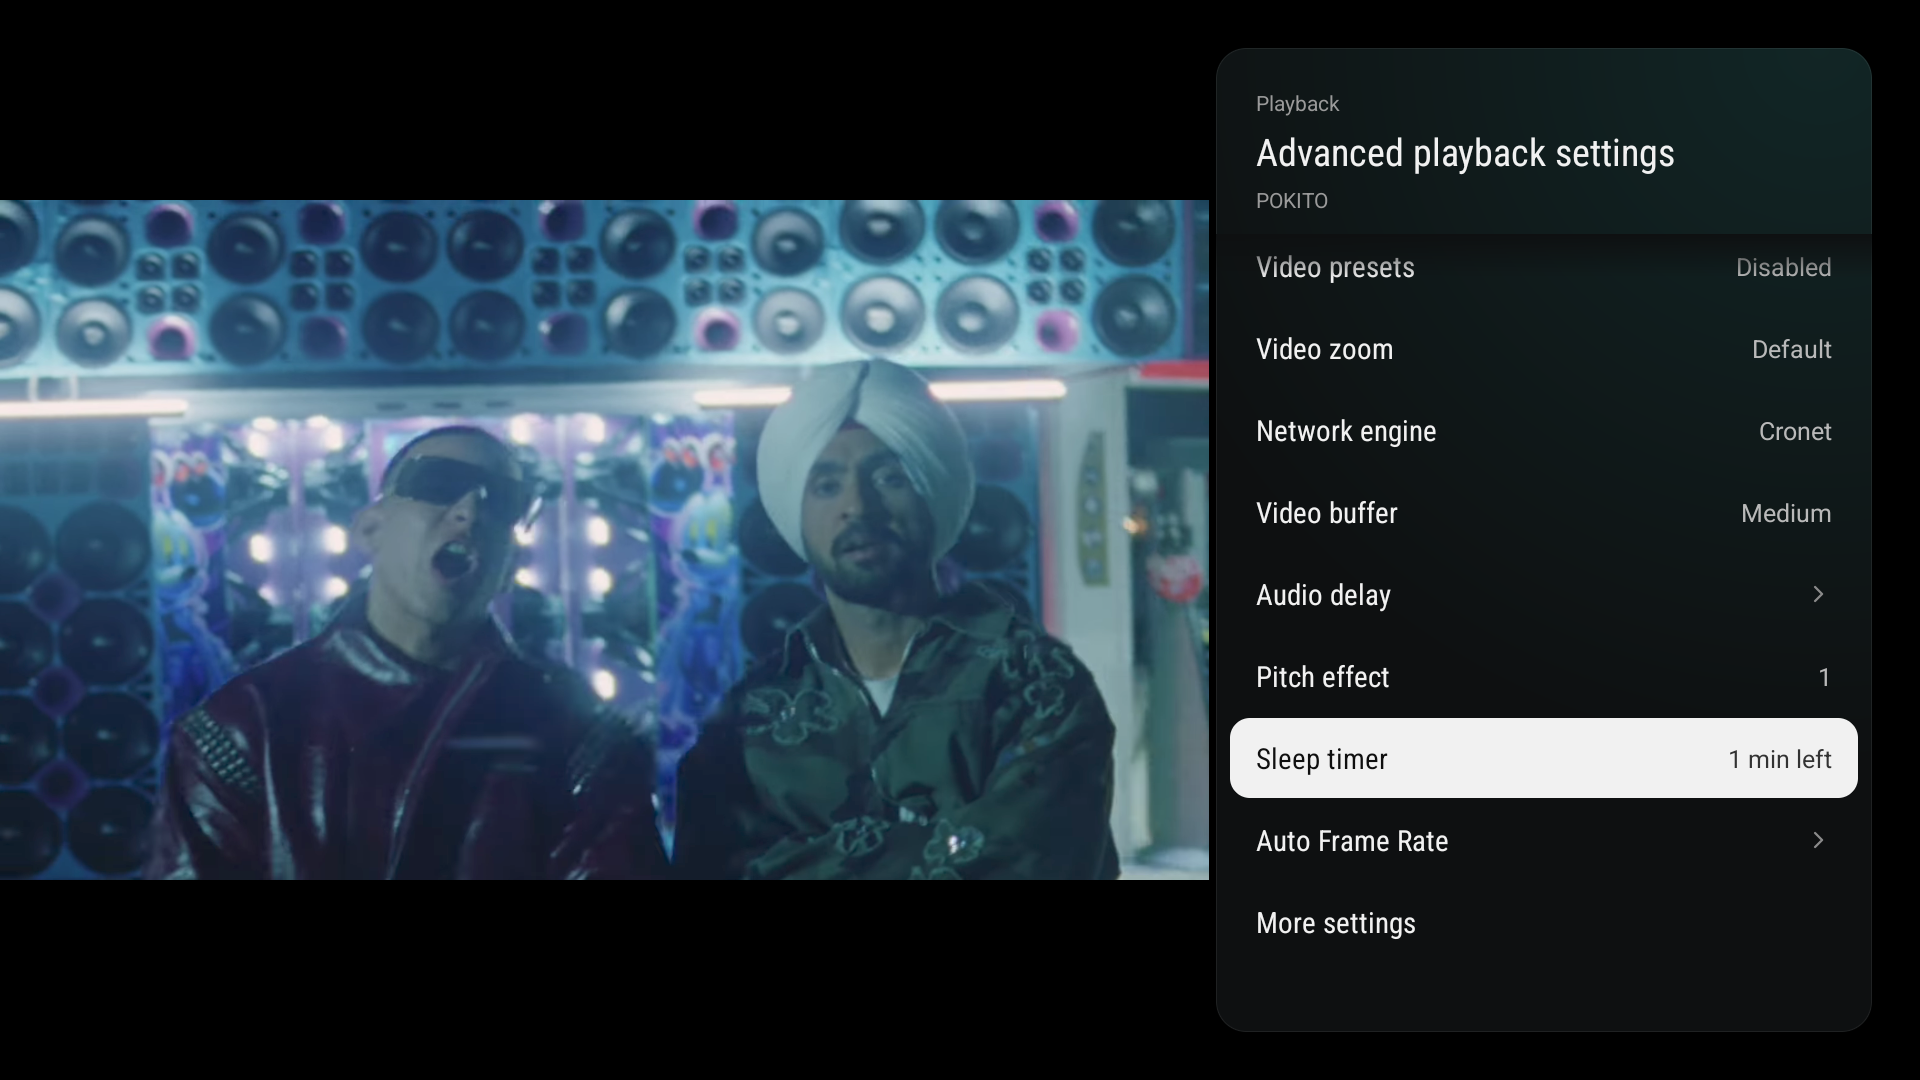 Playback
Advanced playback settings
POKITO
Video presets Disabled
Video zoom Default
Network engine Cronet
Video buffer Medium
Audio delay
Pitch effect 1
Sleep timer 1 min left
Auto Frame Rate
More settings